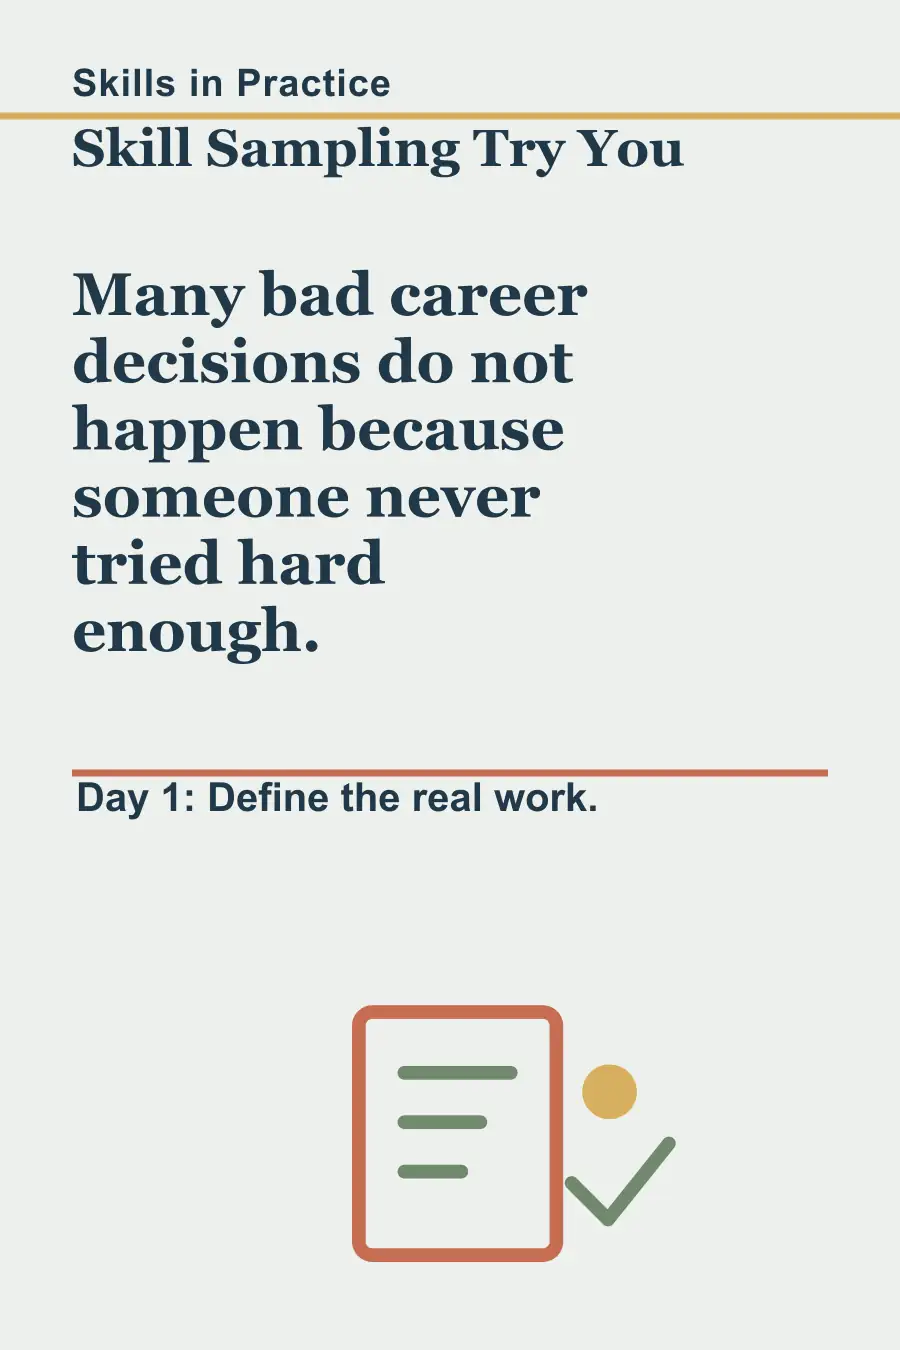 Skills in Practice
Skill Sampling Try You
Many bad career
decisions do not
happen because
someone never
tried hard
enough.
Day 1: Define the real work.